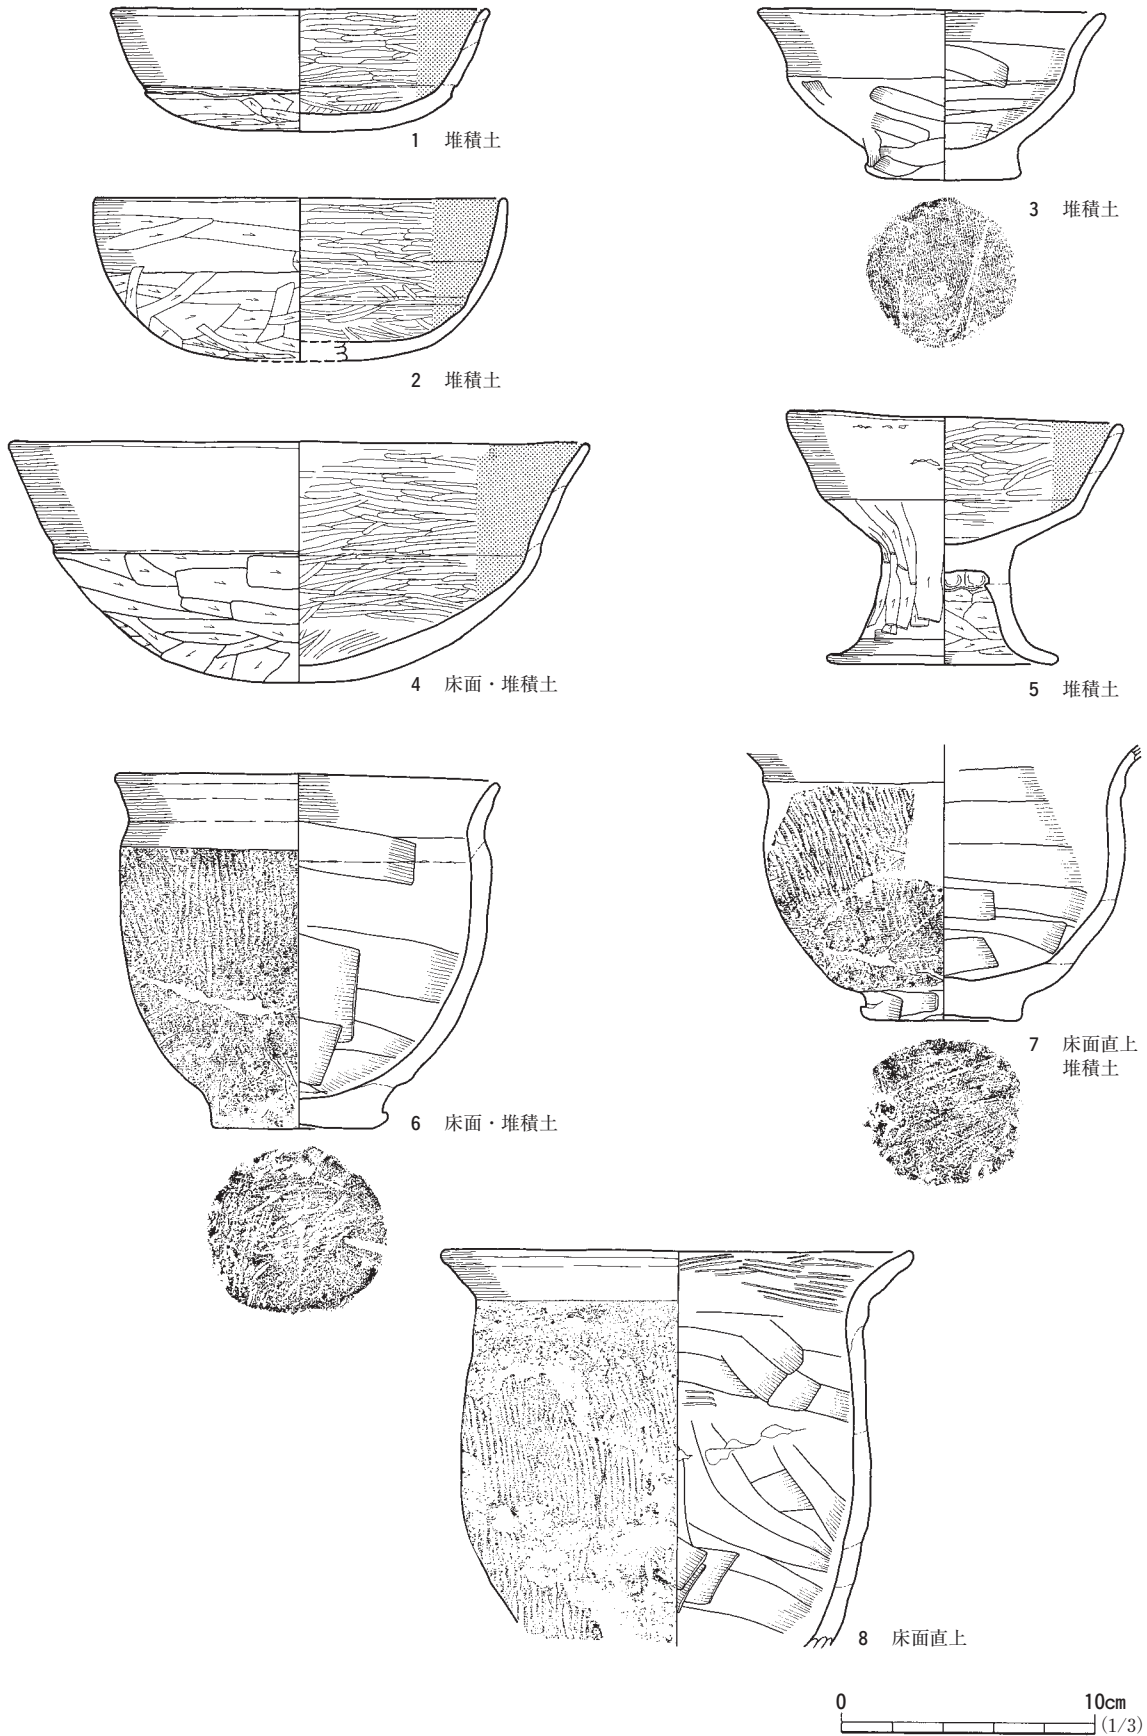 1 堆積土
3 堆積土
2 堆積土
4 床面・堆積土
5 堆積土
6 床面・堆積土
7 床面直上
堆積土
8 床面直上
0 10cm
(1/3)